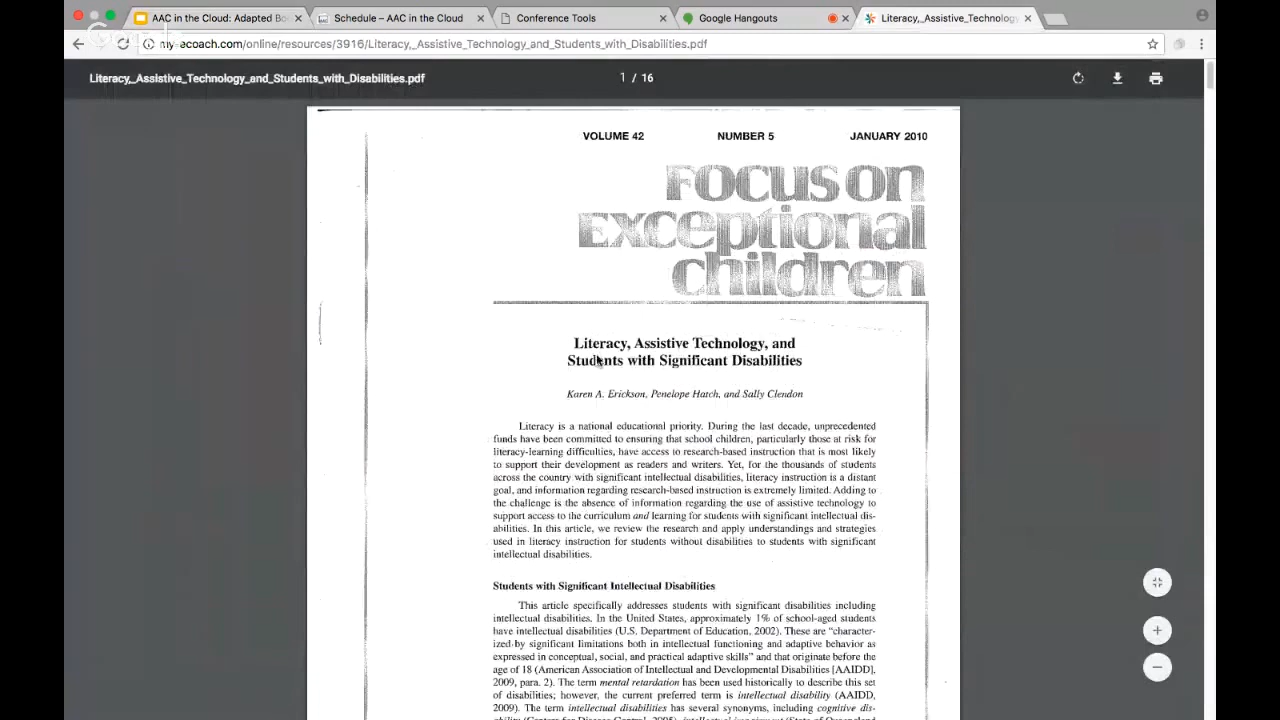 AAC in the Cloud: Adapted Bo
Schedule – AAC in the Cloud
Conference Tools
Google Hangouts
Literacy,_Assistive_Technology
my-ecoach.com/online/resources/3916/Literacy,_Assistive_Technology_and_Students_with_Disabilities.pdf
Literacy,_Assistive_Technology_and_Students_with_Disabilities.pdf
1 / 16
VOLUME 42 NUMBER 5 JANUARY 2010
Focus on
Exceptional
children
Literacy, Assistive Technology, and
Students with Significant Disabilities
Karen A. Erickson, Penelope Hatch, and Sally Clendon
Literacy is a national educational priority. During the last decade, unprecedented
funds have been committed to ensuring that school children, particularly those at risk for
literacy-learning difficulties, have access to research-based instruction that is most likely
to support their development as readers and writers. Yet, for the thousands of students
across the country with significant intellectual disabilities, literacy instruction is a distant
goal, and information regarding research-based instruction is extremely limited. Adding to
the challenge is the absence of information regarding the use of assistive technology to
support access to the curriculum and learning for students with significant intellectual dis-
abilities. In this article, we review the research and apply understandings and strategies
used in literacy instruction for students without disabilities to students with significant
intellectual disabilities.
Students with Significant Intellectual Disabilities
This article specifically addresses students with significant disabilities including
intellectual disabilities. In the United States, approximately 1% of school-aged students
have intellectual disabilities (U.S. Department of Education, 2002). These are “character-
ized by significant limitations both in intellectual functioning and adaptive behavior as
expressed in conceptual, social, and practical adaptive skills” and that originate before the
age of 18 (American Association of Intellectual and Developmental Disabilities [AAIDD],
2009, para. 2). The term mental retardation has been used historically to describe this set
of disabilities; however, the current preferred term is intellectual disability (AAIDD,
2009). The term intellectual disabilities has several synonyms, including cognitive dis-